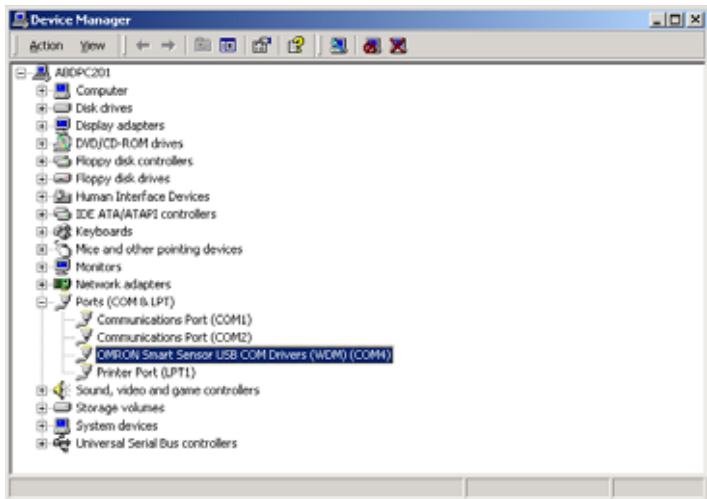 Device Manager
Action View
ABDPC201
Computer
Disk drives
Display adapters
DVD/CD-ROM drives
Floppy disk controllers
Floppy disk drives
Human Interface Devices
IDE ATA/ATAPI controllers
Keyboards
Mice and other pointing devices
Monitors
Network adapters
Ports (COM & LPT)
Communications Port (COM1)
Communications Port (COM2)
OMRON Smart Sensor USB COM Drivers (WDM) (COM4)
Printer Port (LPT1)
Sound, video and game controllers
Storage volumes
System devices
Universal Serial Bus controllers